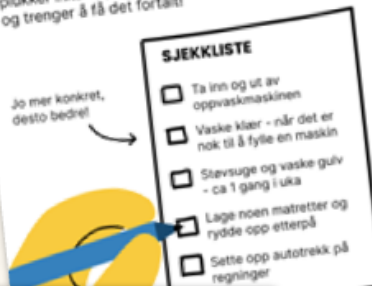 og trenger å få det fortalt!
SJEKKLISTE
Jo mer konkret,
desto bedre!
Ta inn og ut av
oppvaskmaskinen
Vaske klær - når det er
nok til å fylle en maskin
Støvsuge og vaske gulv
- ca 1 gang i uka
Lage noen matretter og
rydde opp etterpå
Sette opp autotrekk på
regninger